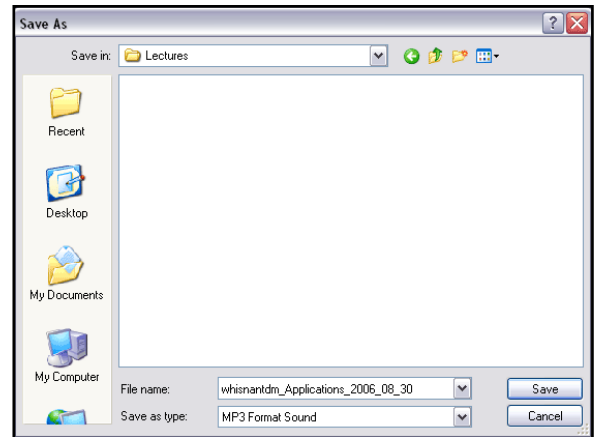 Save As
Save in: Lectures
Recent
Desktop
My Documents
My Computer
File name: whisnantdm_Applications_2006_08_30 Save
Save as type: MP3 Format Sound Cancel